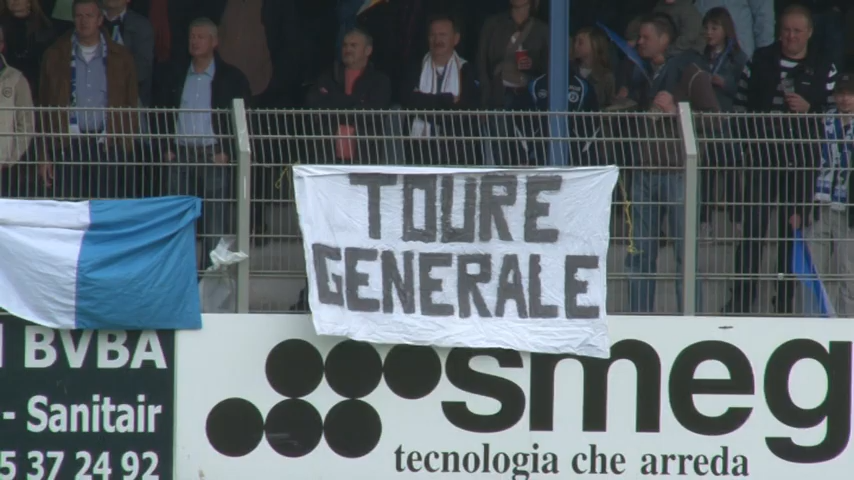 TOURE
GENERALE
BVBA
- Sanitair
5 37 24 92
smeg
tecnologia che arreda